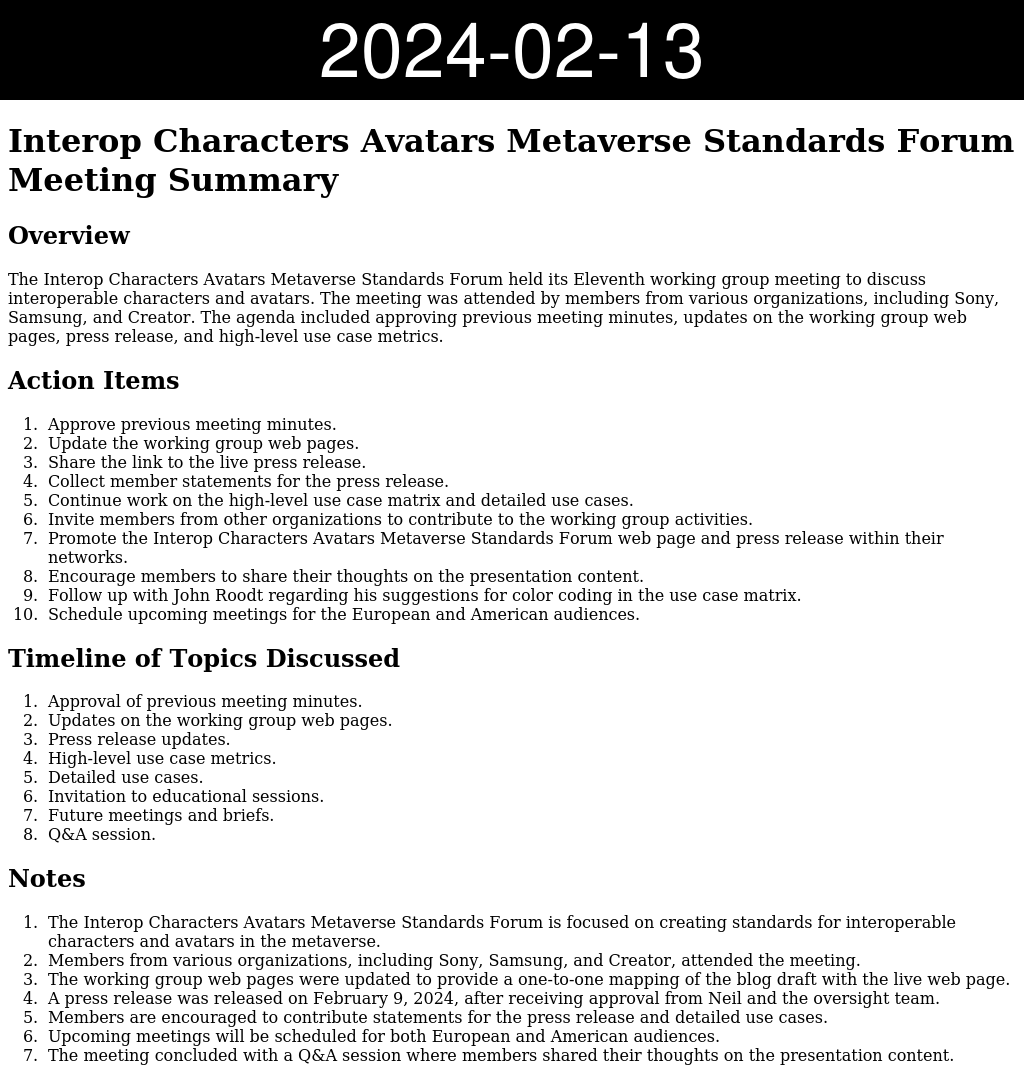 2024-02-13
Interop Characters Avatars Metaverse Standards Forum
Meeting Summary
Overview
The Interop Characters Avatars Metaverse Standards Forum held its Eleventh working group meeting to discuss
interoperable characters and avatars. The meeting was attended by members from various organizations, including Sony,
Samsung, and Creator. The agenda included approving previous meeting minutes, updates on the working group web
pages, press release, and high-level use case metrics.
Action Items
1. Approve previous meeting minutes.
2. Update the working group web pages.
3. Share the link to the live press release.
4. Collect member statements for the press release.
5. Continue work on the high-level use case matrix and detailed use cases.
6. Invite members from other organizations to contribute to the working group activities.
7. Promote the Interop Characters Avatars Metaverse Standards Forum web page and press release within their
networks.
8. Encourage members to share their thoughts on the presentation content.
9. Follow up with John Roodt regarding his suggestions for color coding in the use case matrix.
10. Schedule upcoming meetings for the European and American audiences.
Timeline of Topics Discussed
1. Approval of previous meeting minutes.
2. Updates on the working group web pages.
3. Press release updates.
4. High-level use case metrics.
5. Detailed use cases.
6. Invitation to educational sessions.
7. Future meetings and briefs.
8. Q&A session.
Notes
1. The Interop Characters Avatars Metaverse Standards Forum is focused on creating standards for interoperable
characters and avatars in the metaverse.
2. Members from various organizations, including Sony, Samsung, and Creator, attended the meeting.
3. The working group web pages were updated to provide a one-to-one mapping of the blog draft with the live web page.
4. A press release was released on February 9, 2024, after receiving approval from Neil and the oversight team.
5. Members are encouraged to contribute statements for the press release and detailed use cases.
6. Upcoming meetings will be scheduled for both European and American audiences.
7. The meeting concluded with a Q&A session where members shared their thoughts on the presentation content.